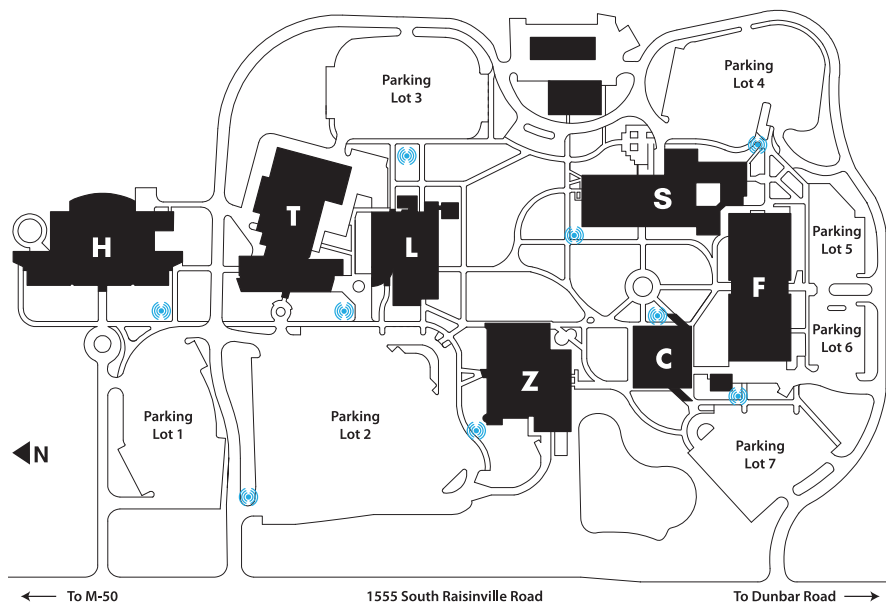 Parking
Lot 3
Parking
Lot 4
S
T
Parking
Lot 5
H
L
F
Parking
Lot 6
C
Z
Parking
Lot 1
Parking
Lot 2
Parking
Lot 7
N
To M-50
1555 South Raisinville Road
To Dunbar Road